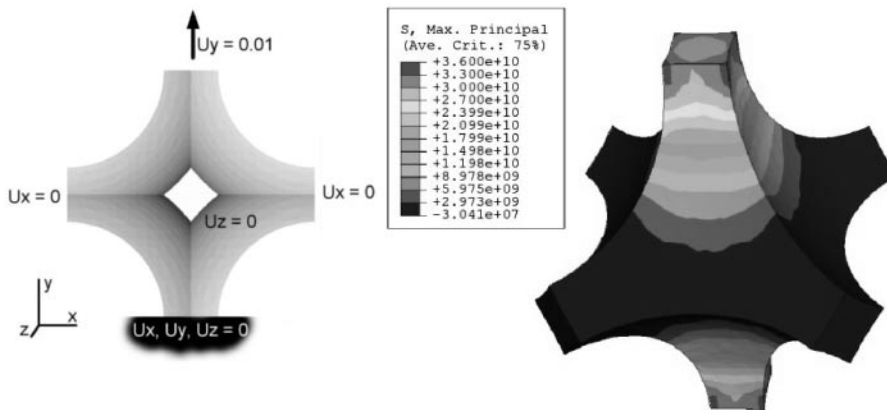 Uy = 0.01
Ux = 0
Ux = 0
Uz = 0
y
z
x
Ux, Uy, Uz = 0
S, Max. Principal
(Ave. Crit.: 75%)
+3.600e+10
+3.300e+10
+3.000e+10
+2.700e+10
+2.399e+10
+2.099e+10
+1.799e+10
+1.498e+10
+1.198e+10
+8.978e+09
+5.975e+09
+2.973e+09
-3.041e+07